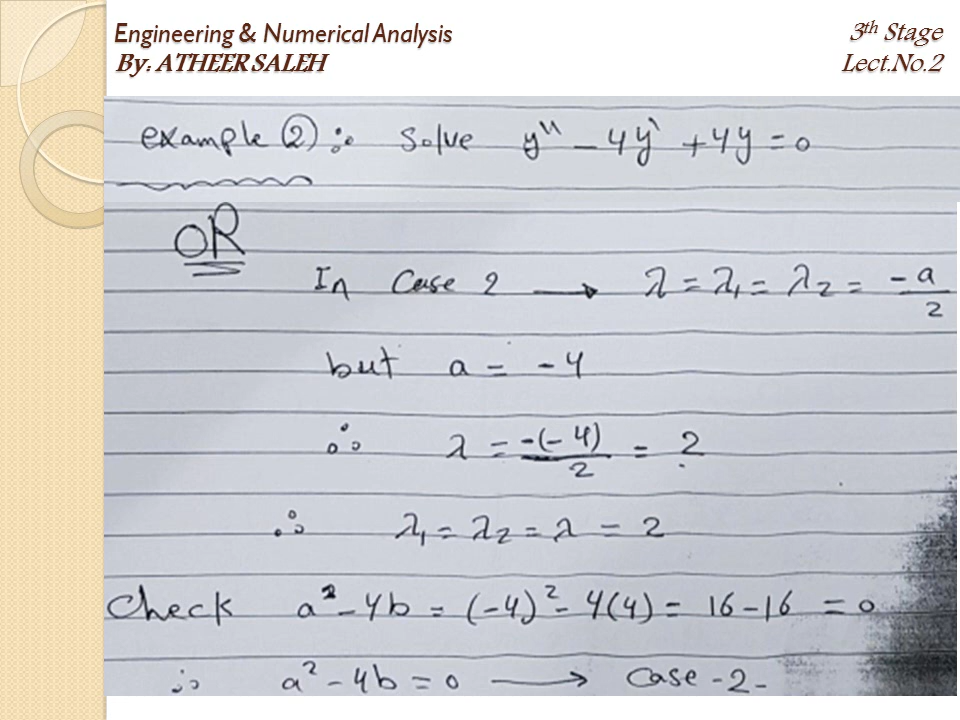 Engineering & Numerical Analysis 3th Stage
By: ATHEER SALEH Lect.No.2
example ② ∴ Solve y'' - 4y' + 4y = 0
OR
In Case 2 → λ = λ₁ = λ₂ = -a/2
but a = -4
∴ λ = -(-4)/2 = 2
∴ λ₁ = λ₂ = λ = 2
Check a² - 4b = (-4)² - 4(4) = 16 - 16 = 0
∴ a² - 4b = 0 → Case - 2 -